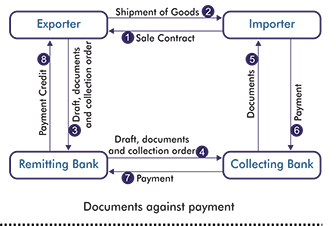 Shipment of Goods 2
Exporter
Importer
1 Sale Contract
8
Payment Credit
3
Draft, documents
and collection order
5
Documents
Payment
6
Draft, documents
and collection order 4
Remitting Bank
Collecting Bank
7 Payment
Documents against payment